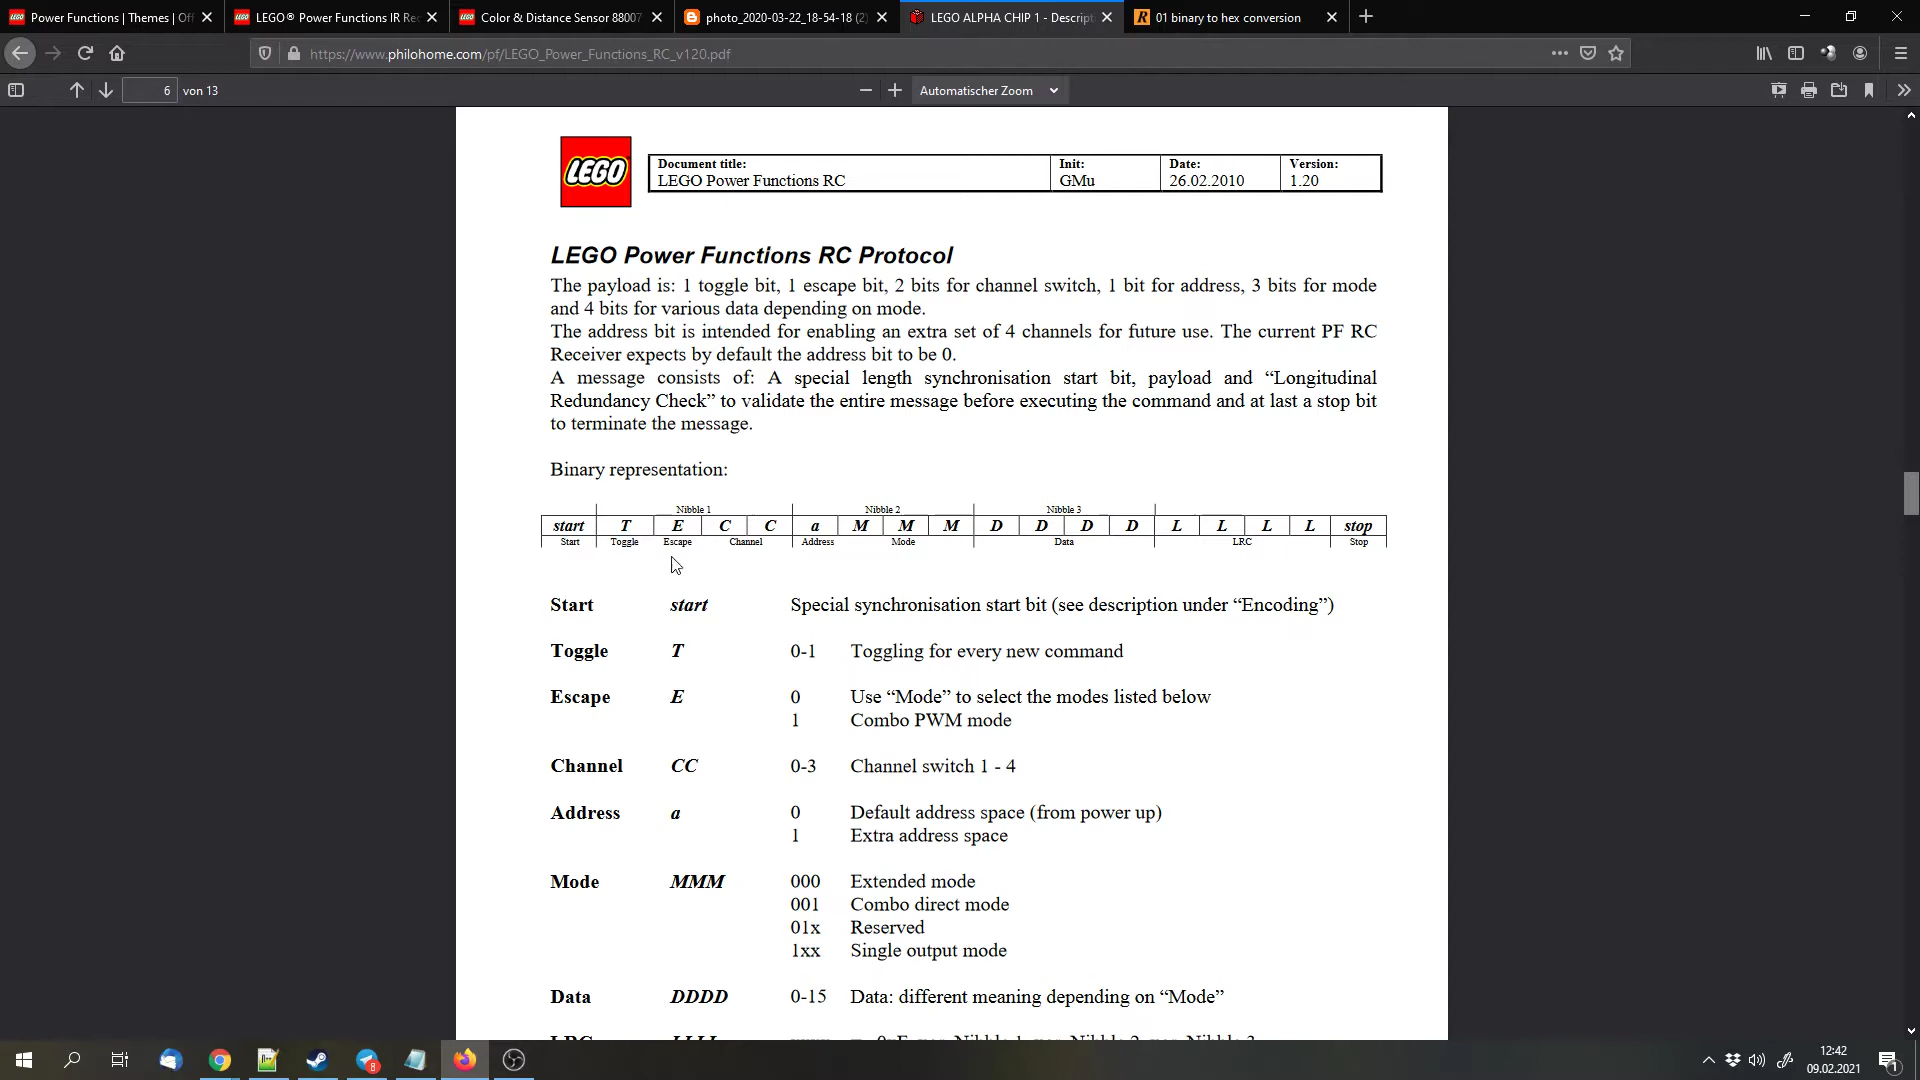 Power Functions | Themes | Off
LEGO® Power Functions IR Rec
Color & Distance Sensor 88007
photo_2020-03-22_18-54-18 (2)
LEGO ALPHA CHIP 1 - Descript
01 binary to hex conversion
https://www.philohome.com/pf/LEGO_Power_Functions_RC_v120.pdf
6 von 13
Automatischer Zoom
LEGO
Document title: Init: Date: Version:
LEGO Power Functions RC GMu 26.02.2010 1.20
LEGO Power Functions RC Protocol
The payload is: 1 toggle bit, 1 escape bit, 2 bits for channel switch, 1 bit for address, 3 bits for mode
and 4 bits for various data depending on mode.
The address bit is intended for enabling an extra set of 4 channels for future use. The current PF RC
Receiver expects by default the address bit to be 0.
A message consists of: A special length synchronisation start bit, payload and “Longitudinal
Redundancy Check” to validate the entire message before executing the command and at last a stop bit
to terminate the message.
Binary representation:
Nibble 1 Nibble 2 Nibble 3
start T E C C a M M M D D D D L L L L stop
Start Toggle Escape Channel Address Mode Data LRC Stop
Start start Special synchronisation start bit (see description under “Encoding”)
Toggle T 0-1 Toggling for every new command
Escape E 0 Use “Mode” to select the modes listed below
1 Combo PWM mode
Channel CC 0-3 Channel switch 1 - 4
Address a 0 Default address space (from power up)
1 Extra address space
Mode MMM 000 Extended mode
001 Combo direct mode
01x Reserved
1xx Single output mode
Data DDDD 0-15 Data: different meaning depending on “Mode”
12:42
09.02.2021